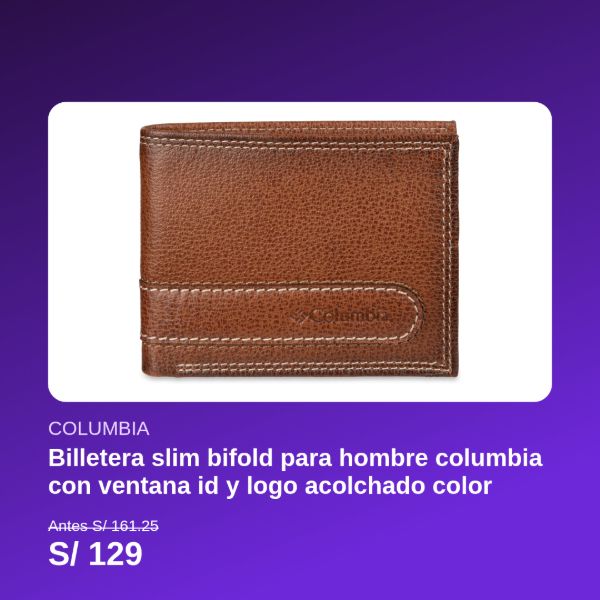 Columbia
COLUMBIA
Billetera slim bifold para hombre columbia
con ventana id y logo acolchado color
Antes S/ 161.25
S/ 129